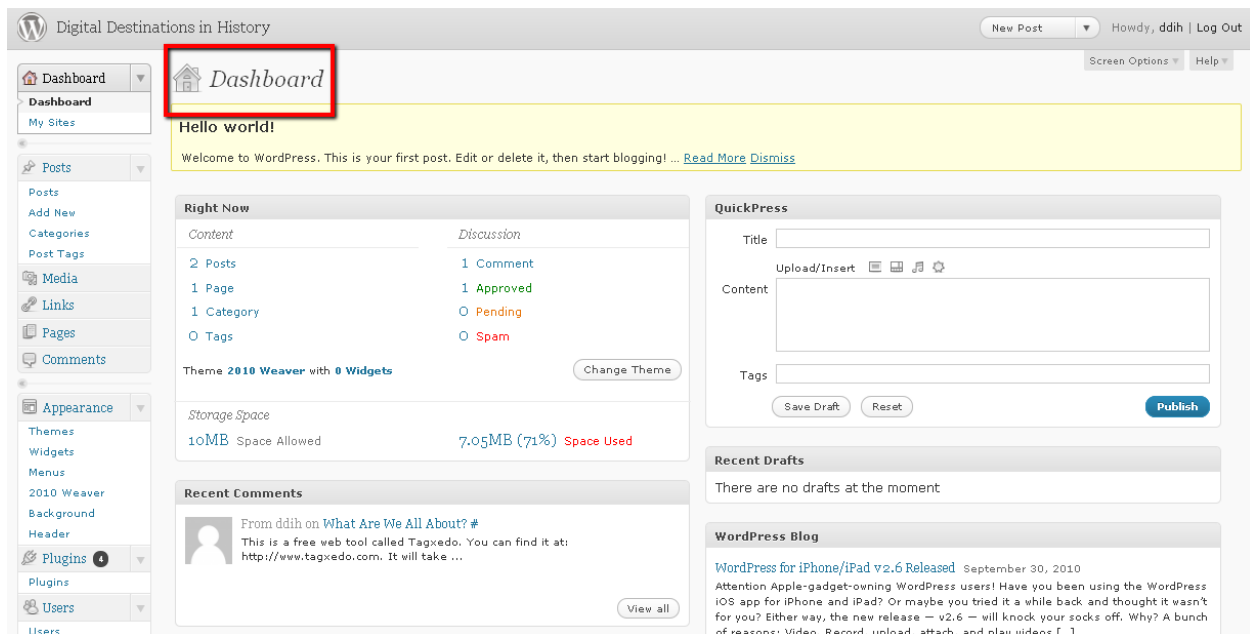 Digital Destinations in History
New Post
Howdy, ddih | Log Out
Screen Options
Help
Dashboard
Dashboard
My Sites
Posts
Posts
Add New
Categories
Post Tags
Media
Links
Pages
Comments
Appearance
Themes
Widgets
Menus
2010 Weaver
Background
Header
Plugins 4
Plugins
Users
Users
Dashboard
Hello world!
Welcome to WordPress. This is your first post. Edit or delete it, then start blogging! ... Read More Dismiss
Right Now
Content
2 Posts
1 Page
1 Category
0 Tags
Discussion
1 Comment
1 Approved
0 Pending
0 Spam
Theme 2010 Weaver with 0 Widgets
Change Theme
Storage Space
10MB Space Allowed
7.05MB (71%) Space Used
Recent Comments
From ddih on What Are We All About? #
This is a free web tool called Tagxedo. You can find it at:
http://www.tagxedo.com. It will take ...
View all
QuickPress
Title
Upload/Insert
Content
Tags
Save Draft
Reset
Publish
Recent Drafts
There are no drafts at the moment
WordPress Blog
WordPress for iPhone/iPad v2.6 Released September 30, 2010
Attention Apple-gadget-owning WordPress users! Have you been using the WordPress
iOS app for iPhone and iPad? Or maybe you tried it a while back and thought it wasn't
for you? Either way, the new release — v2.6 — will knock your socks off. Why? A bunch
of reasons: Video. Record, upload, attach, and play videos [...]